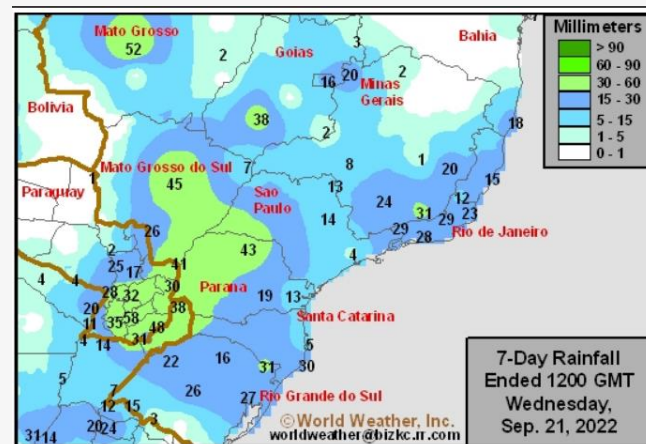 Mato Grosso
52
2
Goias
3
Bahia
Millimeters
> 90
60 - 90
30 - 60
15 - 30
5 - 15
1 - 5
0 - 1
16
20
Minas
Gerais
2
Bolivia
38
2
18
Mato Grosso do Sul
7
8
1
20
15
1
45
Sao
Paulo
13
Paraguay
24
12
14
31
29
23
26
29
28
Rio de Janeiro
2
43
4
25
17
41
4
4
Parana
28
32
30
19
13
20
38
11
35
58
48
Santa Catarina
4
14
31
5
22
16
31
30
5
7
26
27
Rio Grande do Sul
12
15
3
20
24
31
14
©World Weather, Inc.
worldweather@bizkc.rr.com
7-Day Rainfall
Ended 1200 GMT
Wednesday,
Sep. 21, 2022